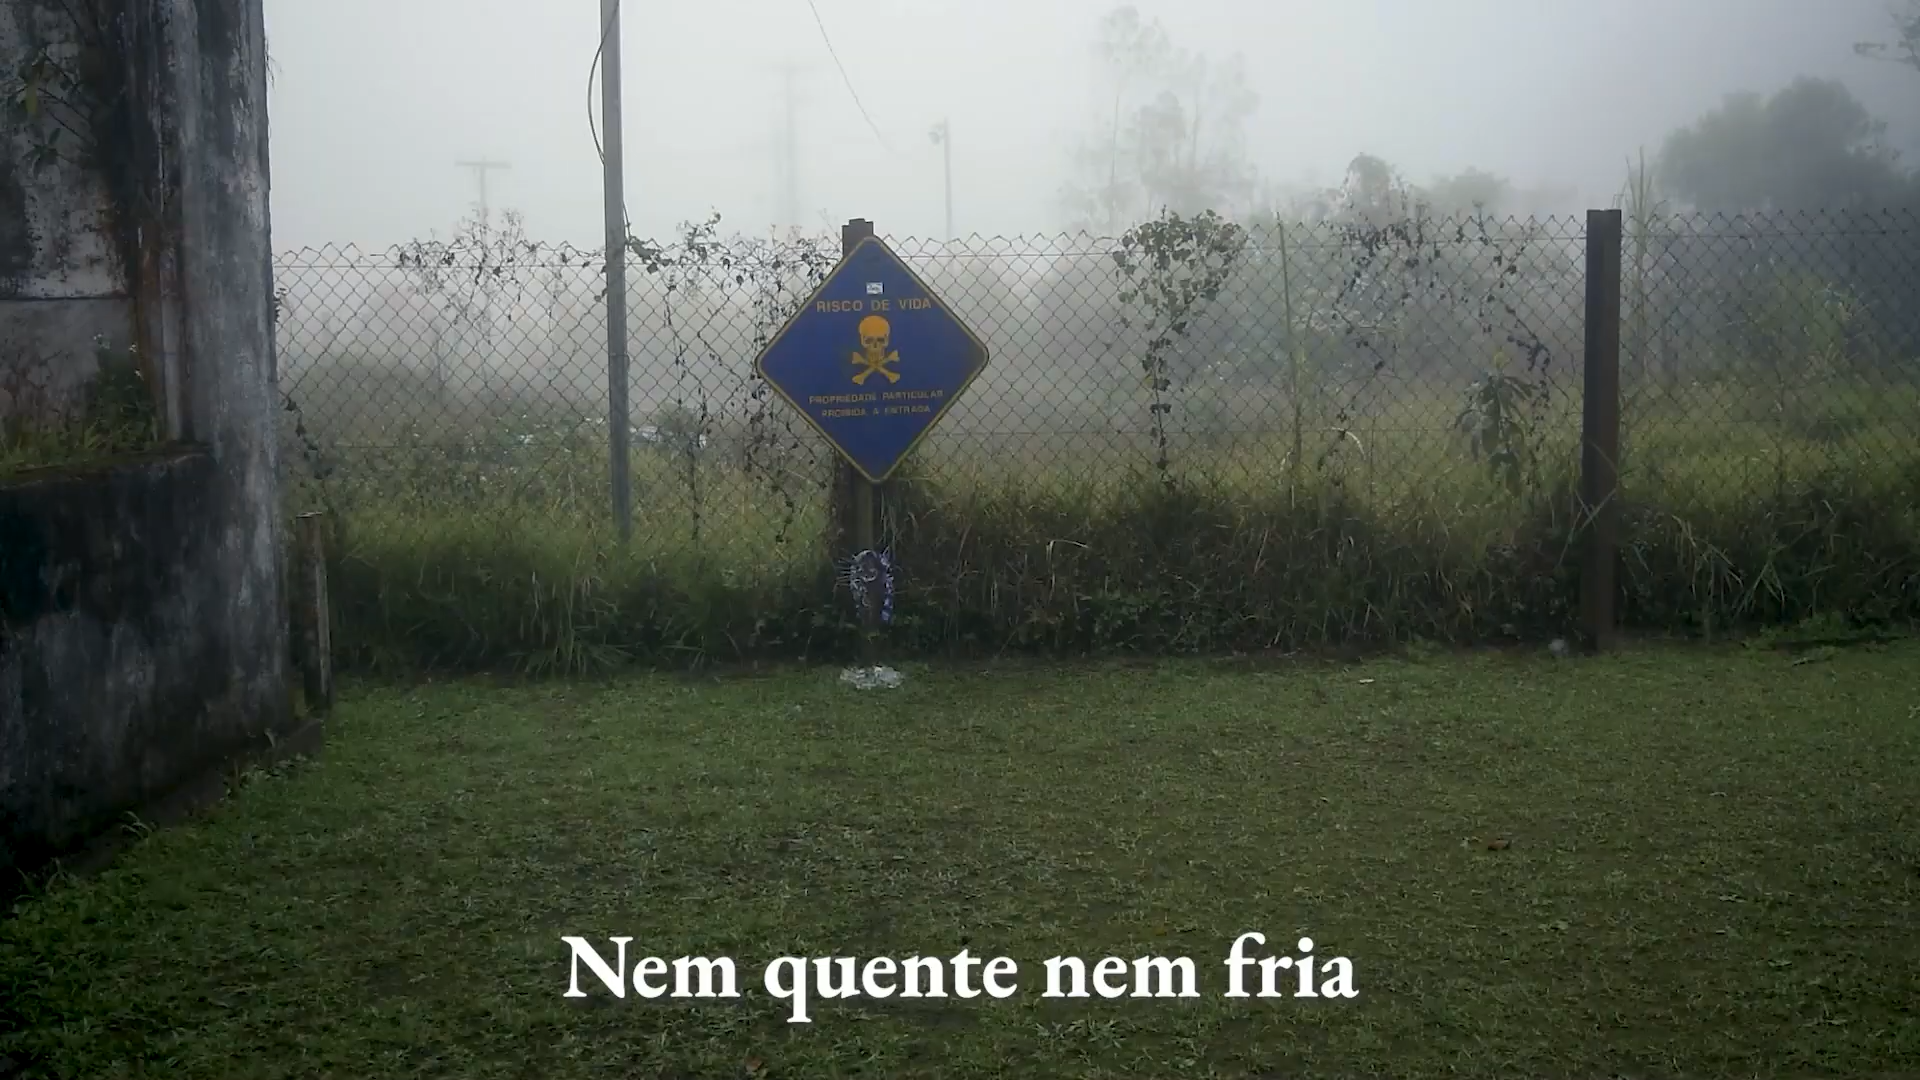 RISCO DE VIDA
PROPRIEDADE PARTICULAR
PROIBIDA A ENTRADA
Nem quente nem fria